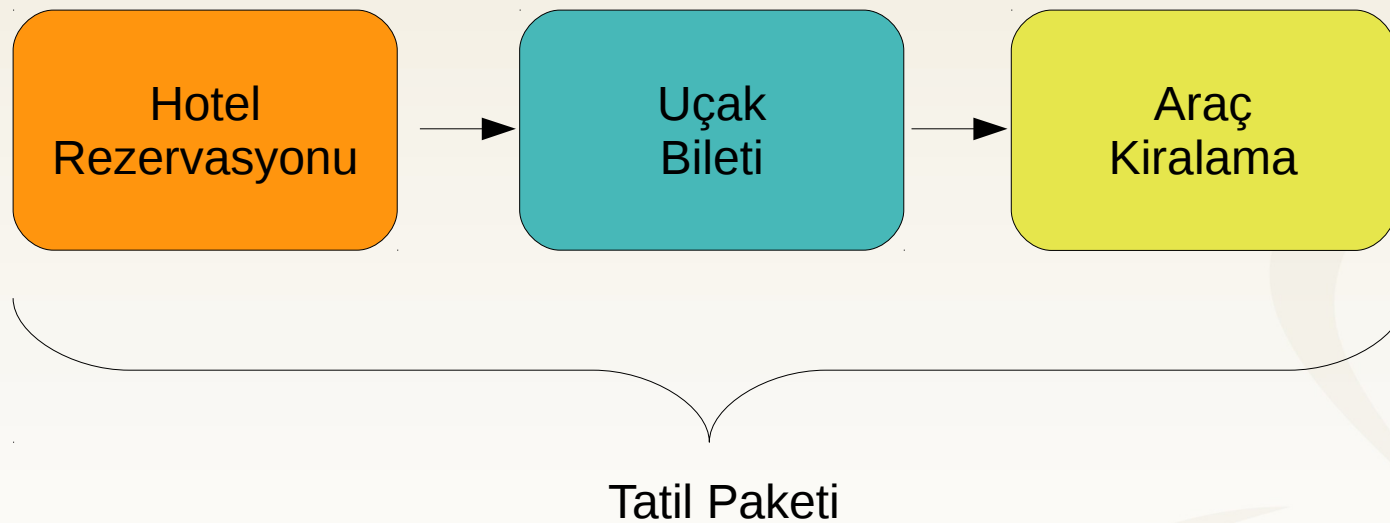 Hotel
Rezervasyonu
Uçak
Bileti
Araç
Kiralama
Tatil Paketi